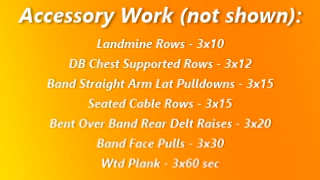 Accessory Work (not shown):
Landmine Rows - 3x10
DB Chest Supported Rows - 3x12
Band Straight Arm Lat Pulldowns - 3x15
Seated Cable Rows - 3x15
Bent Over Band Rear Delt Raises - 3x20
Band Face Pulls - 3x30
Wtd Plank - 3x60 sec